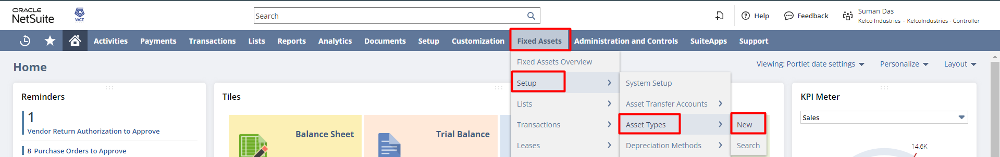 ORACLE
NetSuite
WCT
Search
Help
Feedback
Suman Das
Kelco Industries - KelcoIndustries - Controller
Activities Payments Transactions Lists Reports Analytics Documents Setup Customization Fixed Assets Administration and Controls SuiteApps Support
Home
Fixed Assets Overview
Viewing: Portlet date settings Personalize Layout
Setup
System Setup
Lists
Asset Transfer Accounts
Transactions
Asset Types
New
Leases
Depreciation Methods
Search
Reminders
1
Vendor Return Authorization to Approve
8 Purchase Orders to Approve
Tiles
Balance Sheet
Trial Balance
KPI Meter
Sales
14.6K